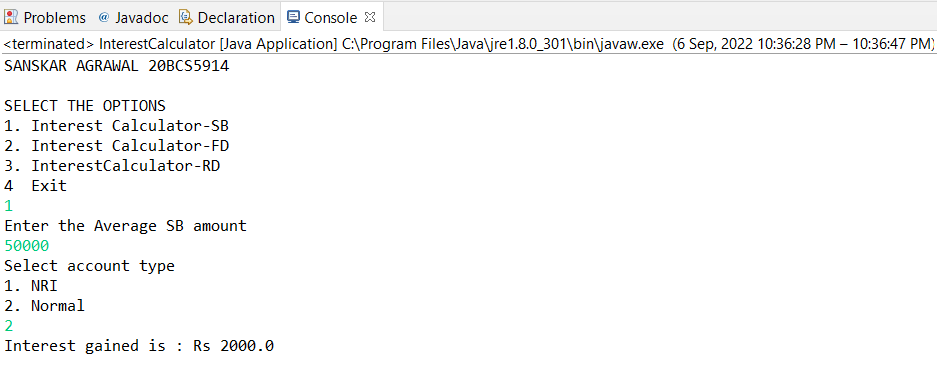 Problems @ Javadoc Declaration Console
<terminated> InterestCalculator [Java Application] C:\Program Files\Java\jre1.8.0_301\bin\javaw.exe (6 Sep, 2022 10:36:28 PM – 10:36:47 PM)
SANSKAR AGRAWAL 20BCS5914
SELECT THE OPTIONS
1. Interest Calculator-SB
2. Interest Calculator-FD
3. InterestCalculator-RD
4  Exit
1
Enter the Average SB amount
50000
Select account type
1. NRI
2. Normal
2
Interest gained is : Rs 2000.0